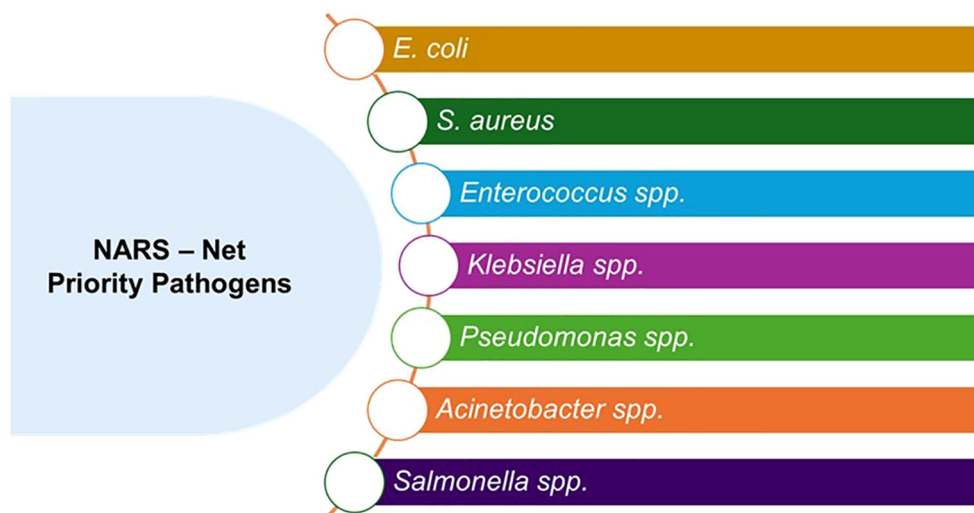 NARS – Net
Priority Pathogens
E. coli
S. aureus
Enterococcus spp.
Klebsiella spp.
Pseudomonas spp.
Acinetobacter spp.
Salmonella spp.